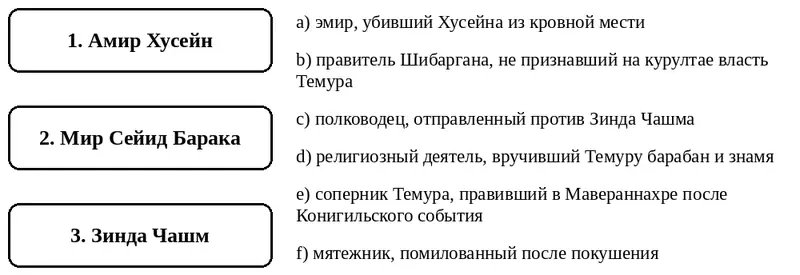 1. Амир Хусейн
2. Мир Сейид Барака
3. Зинда Чашм
a) эмир, убивший Хусейна из кровной мести
b) правитель Шибаргана, не признавший на курултае власть
Темура
c) полководец, отправленный против Зинда Чашма
d) религиозный деятель, вручивший Темуру барабан и знамя
e) соперник Темура, правивший в Мавераннахре после
Конигильского события
f) мятежник, помилованный после покушения